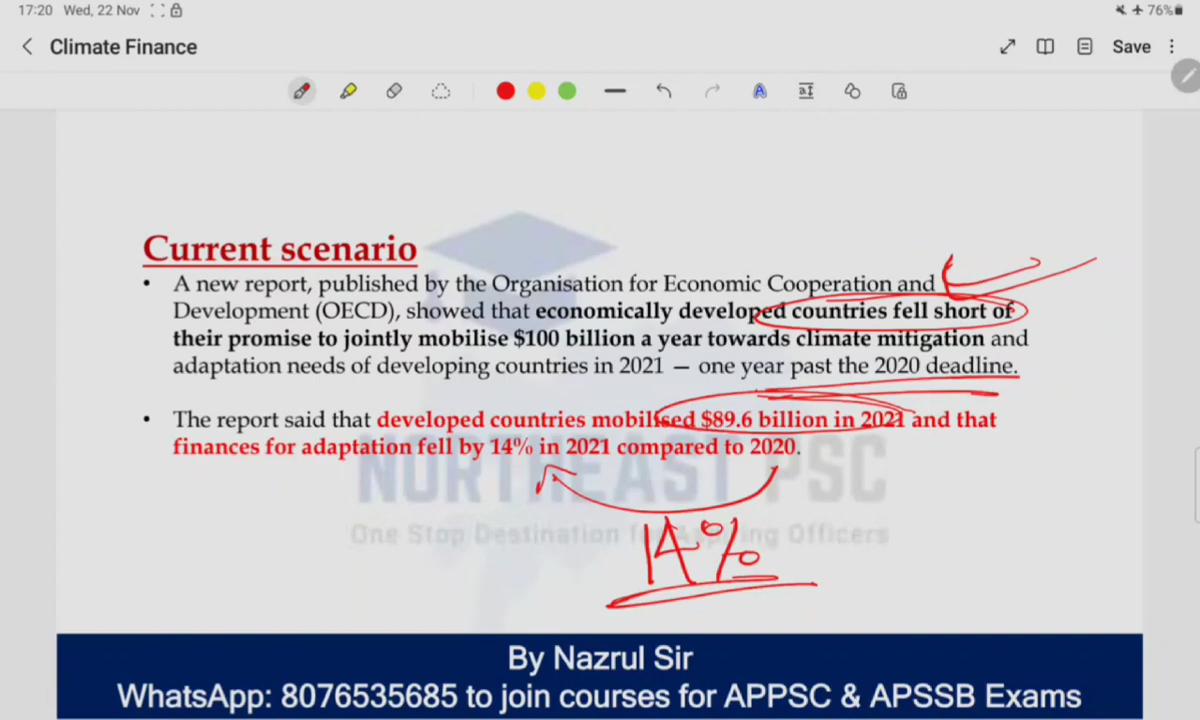 17:20 Wed, 22 Nov
76%
Climate Finance
Save
Current scenario
• A new report, published by the Organisation for Economic Cooperation and
Development (OECD), showed that economically developed countries fell short of
their promise to jointly mobilise $100 billion a year towards climate mitigation and
adaptation needs of developing countries in 2021 — one year past the 2020 deadline.
• The report said that developed countries mobilised $89.6 billion in 2021 and that
finances for adaptation fell by 14% in 2021 compared to 2020.
NORTHEAST PSC
One Stop Destination for Aspiring Officers
14%
By Nazrul Sir
WhatsApp: 8076535685 to join courses for APPSC & APSSB Exams